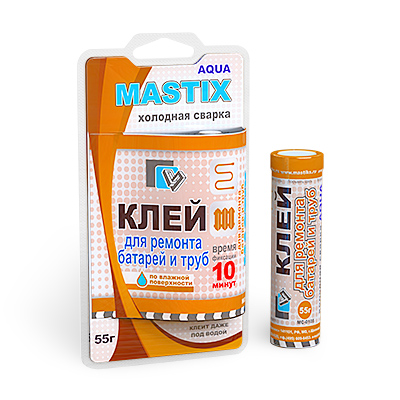 AQUA
MASTIX
холодная сварка
КЛЕЙ
для ремонта
батарей и труб
время
фиксации
10
минут
по влажной
поверхности
55г
КЛЕИТ ДАЖЕ
ПОД ВОДОЙ
КЛЕЙ
для ремонта
батарей и труб
55г